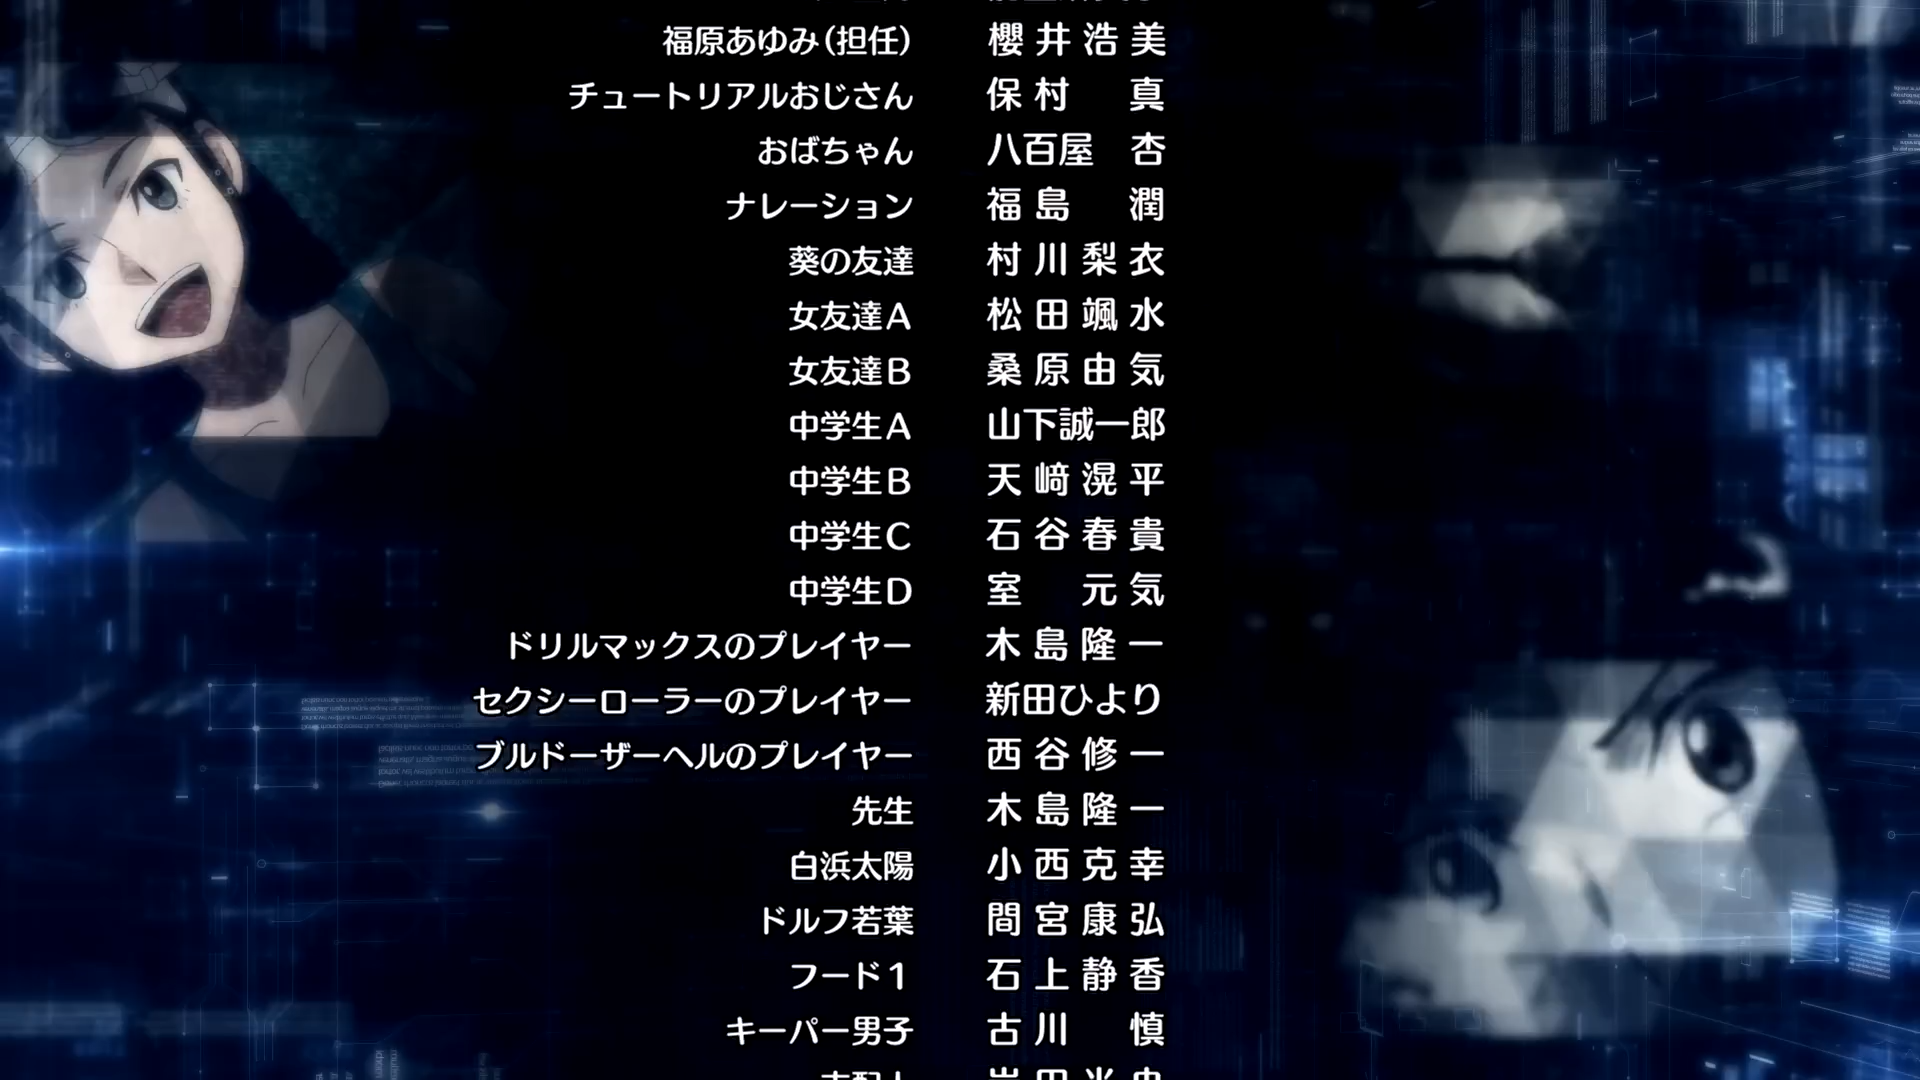 福原あゆみ（担任） 櫻井浩美
チュートリアルおじさん 保村 真
おばちゃん 八百屋 杏
ナレーション 福島 潤
葵の友達 村川梨衣
女友達A 松田颯水
女友達B 桑原由気
中学生A 山下誠一郎
中学生B 天﨑滉平
中学生C 石谷春貴
中学生D 室 元気
ドリルマックスのプレイヤー 木島隆一
セクシーローラーのプレイヤー 新田ひより
ブルドーザーヘルのプレイヤー 西谷修一
先生 木島隆一
白浜太陽 小西克幸
ドルフ若葉 間宮康弘
フード1 石上静香
キーパー男子 古川 慎